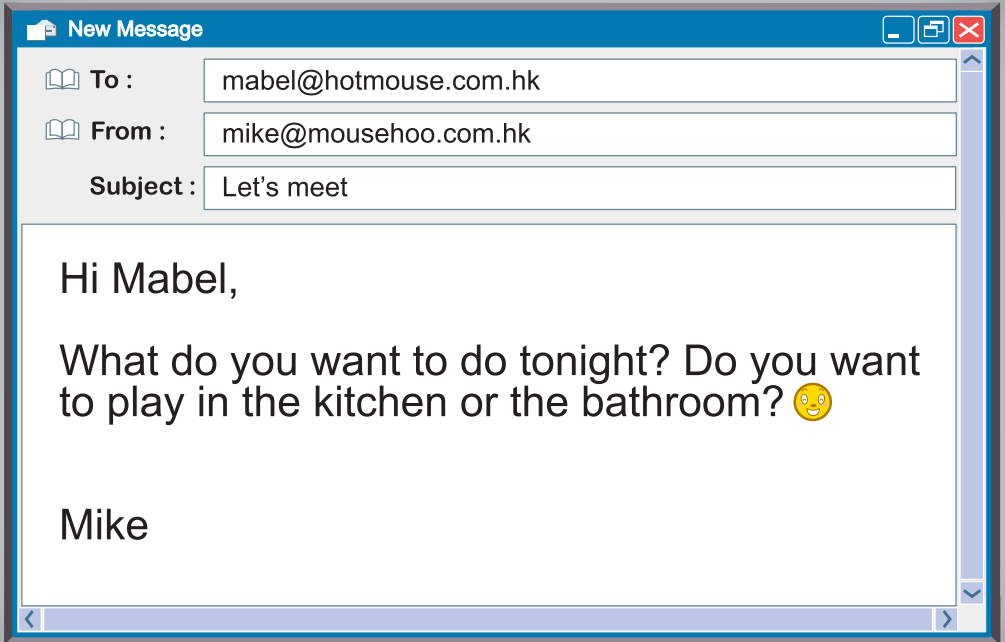 New Message
To : mabel@hotmouse.com.hk
From : mike@mousehoo.com.hk
Subject : Let’s meet
Hi Mabel,
What do you want to do tonight? Do you want
to play in the kitchen or the bathroom?
Mike